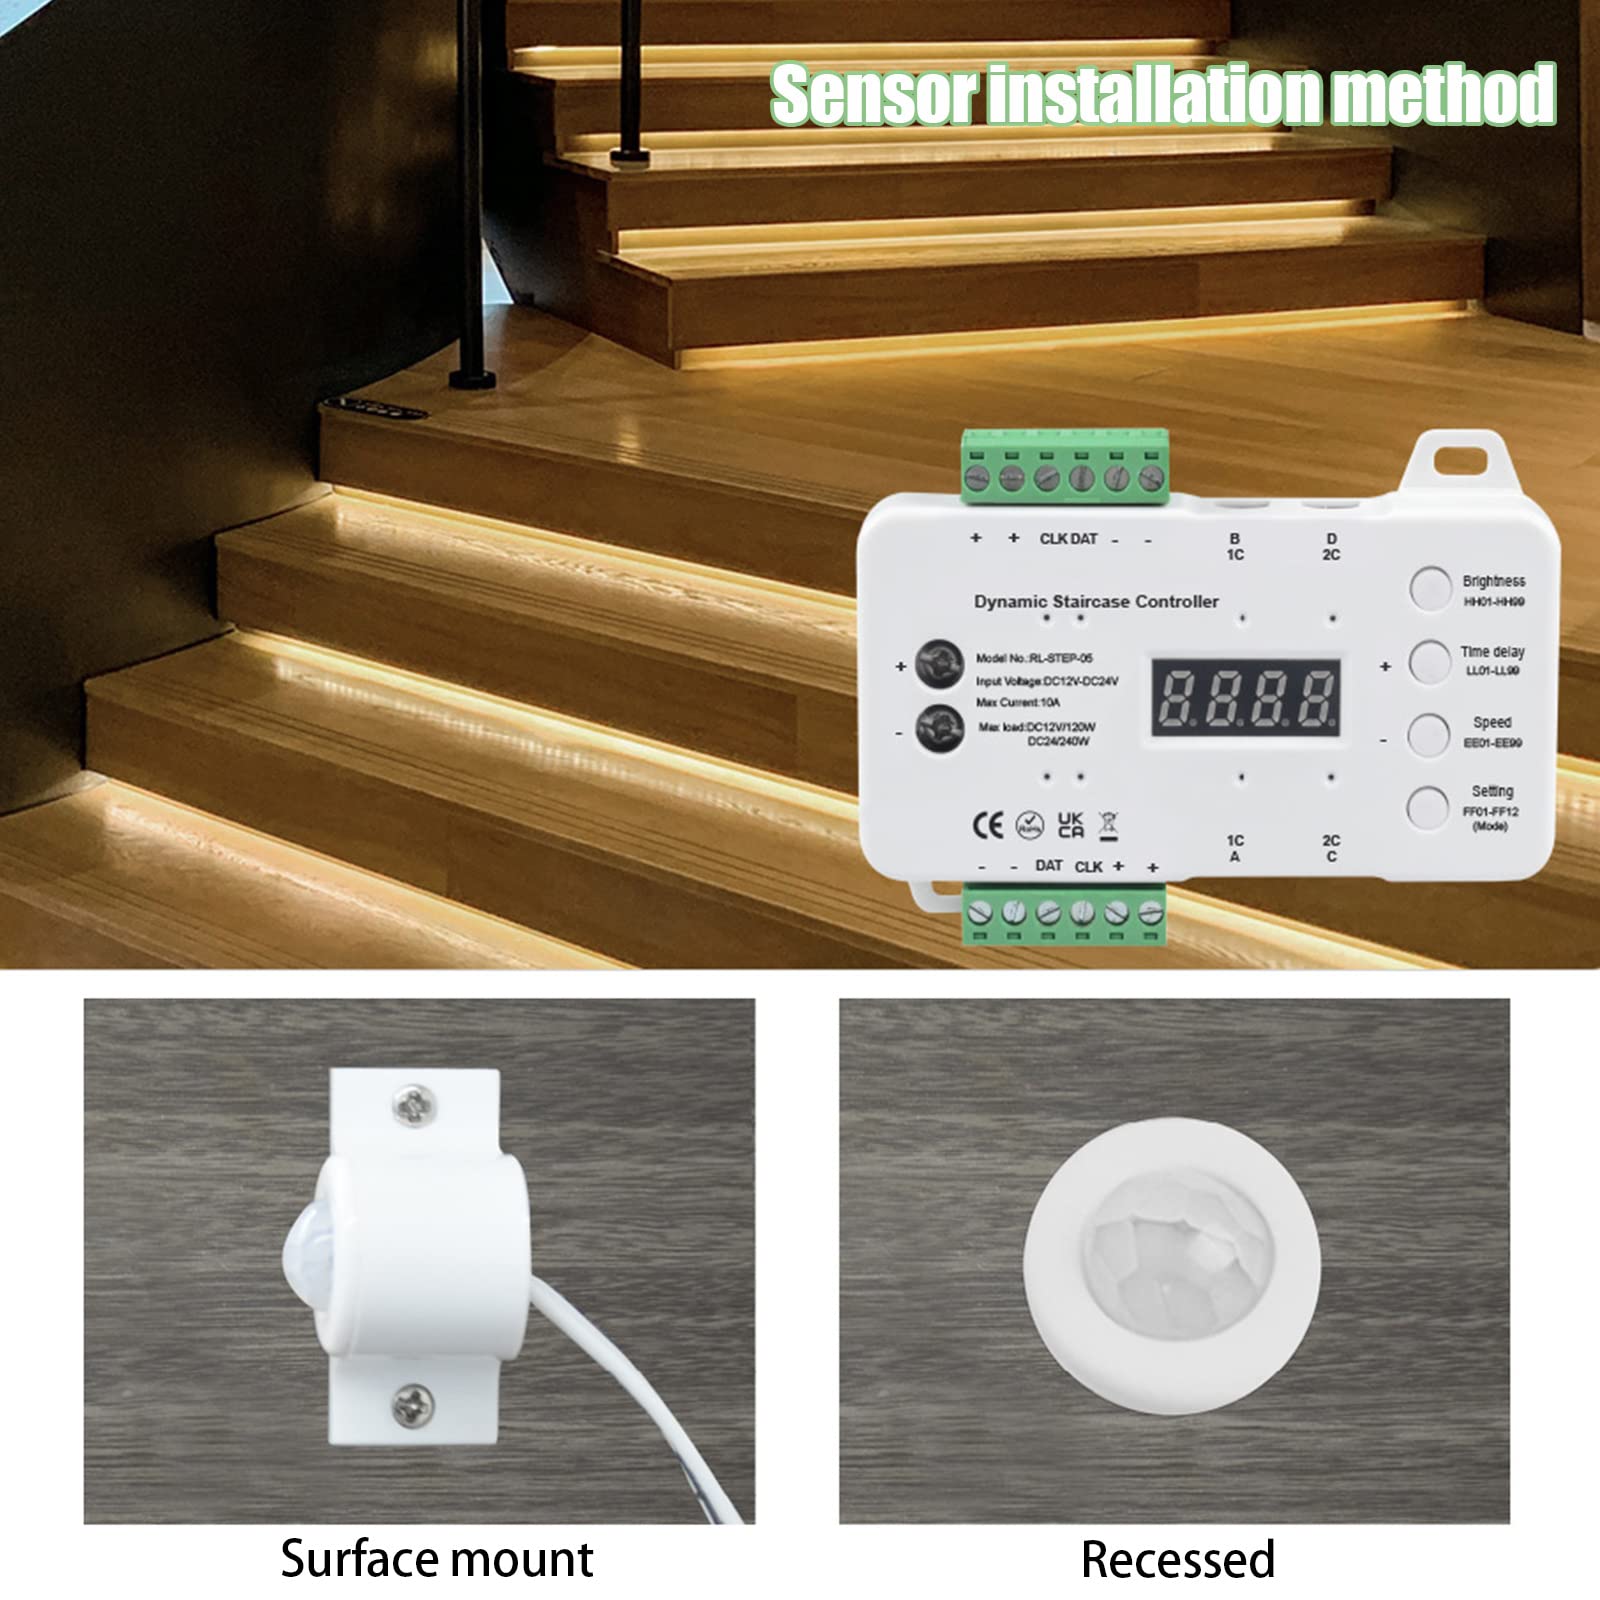 Sensor installation method
+ + CLK DAT - -
B
1C
D
2C
Dynamic Staircase Controller
Brightness
HH01-HH99
+
Model No.:RL-STEP-05
Input Voltage:DC12V-DC24V
Max Current:10A
-
Max load:DC12V/120W
DC24/240W
8.8.8.8.
+
Time delay
LL01-LL99
-
Speed
EE01-EE99
Setting
FF01-FF12
(Mode)
CE RoHS UK
CA
1C
A
2C
C
- - DAT CLK + +
Surface mount
Recessed